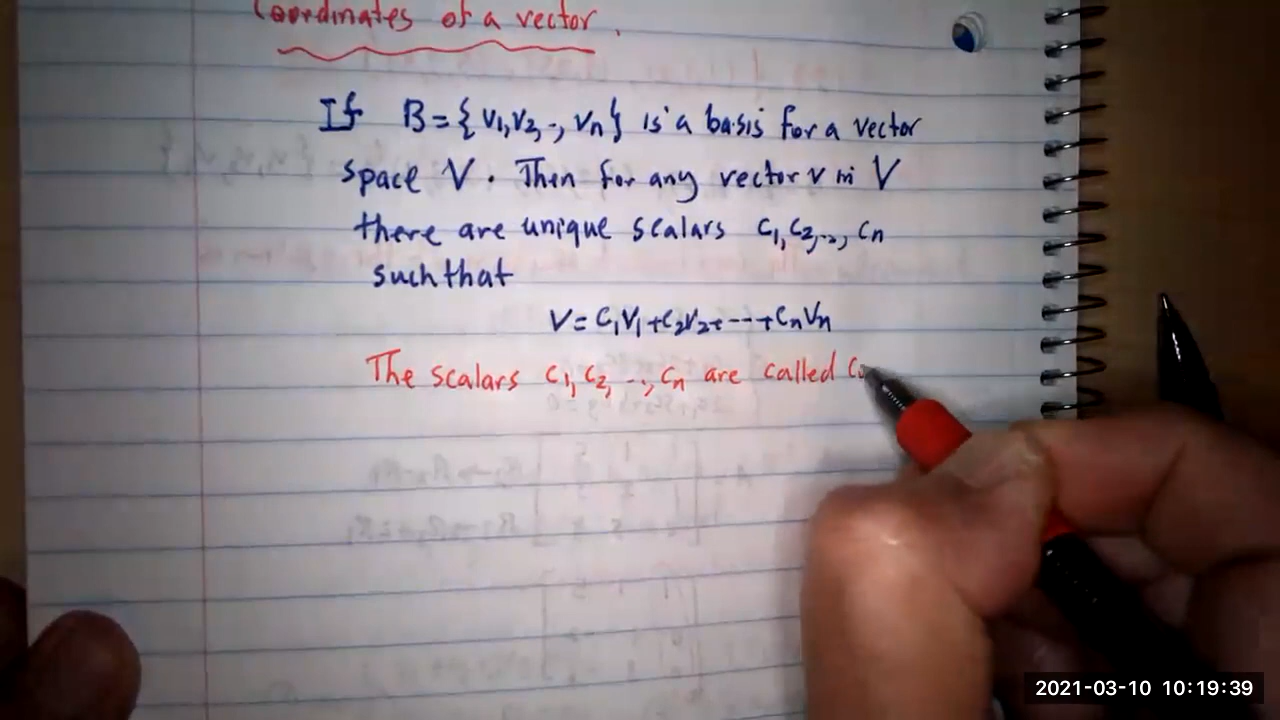 Coordinates of a vector.
If B = { v1, v2, .., vn } is a basis for a vector
space V. Then for any vector v in V
there are unique scalars c1, c2, ..., cn
such that
V = C1V1 + C2V2 + --- + CnVn
The scalars c1, c2, ..., cn are called Co
2021-03-10 10:19:39